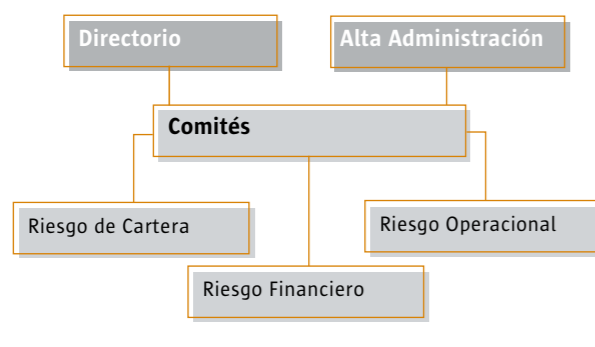 Directorio
Alta Administración
Comités
Riesgo de Cartera
Riesgo Operacional
Riesgo Financiero